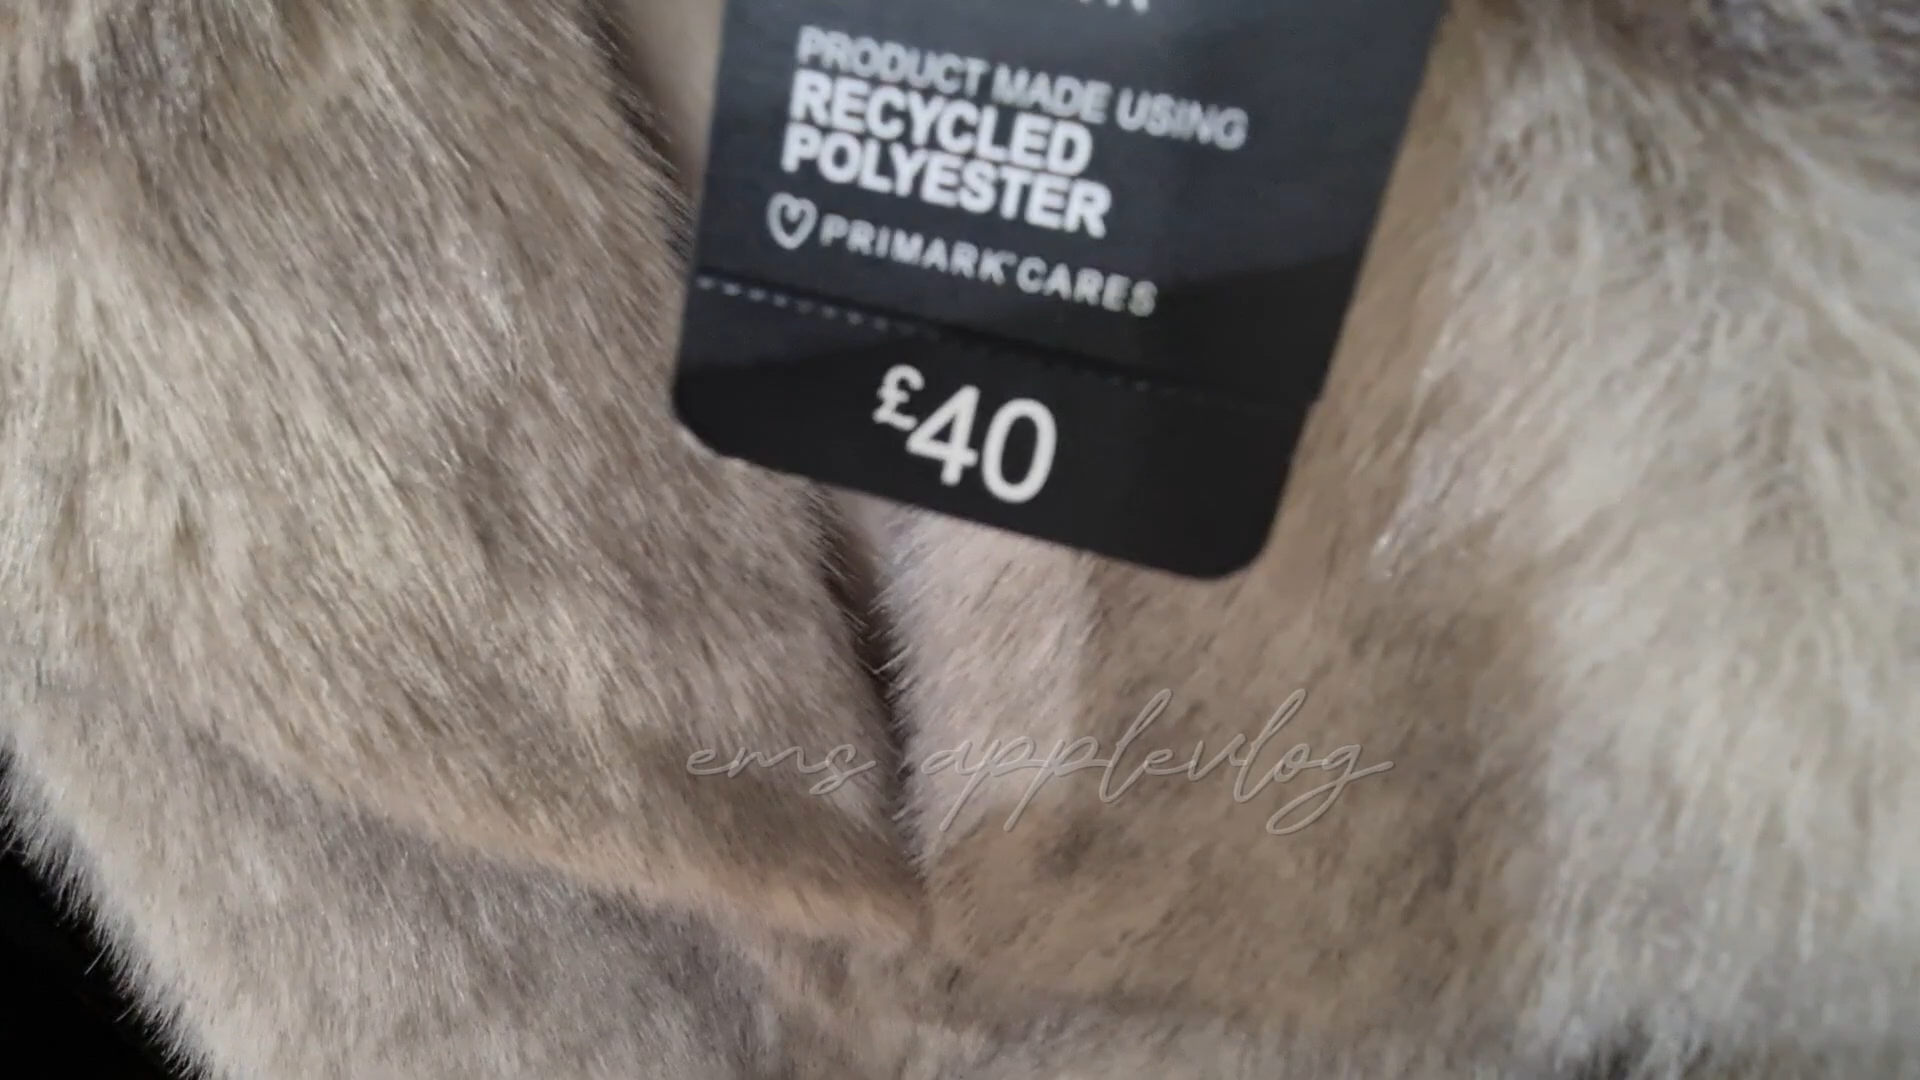 PRODUCT MADE USING
RECYCLED
POLYESTER
PRIMARK CARES
£40
ems applevlog